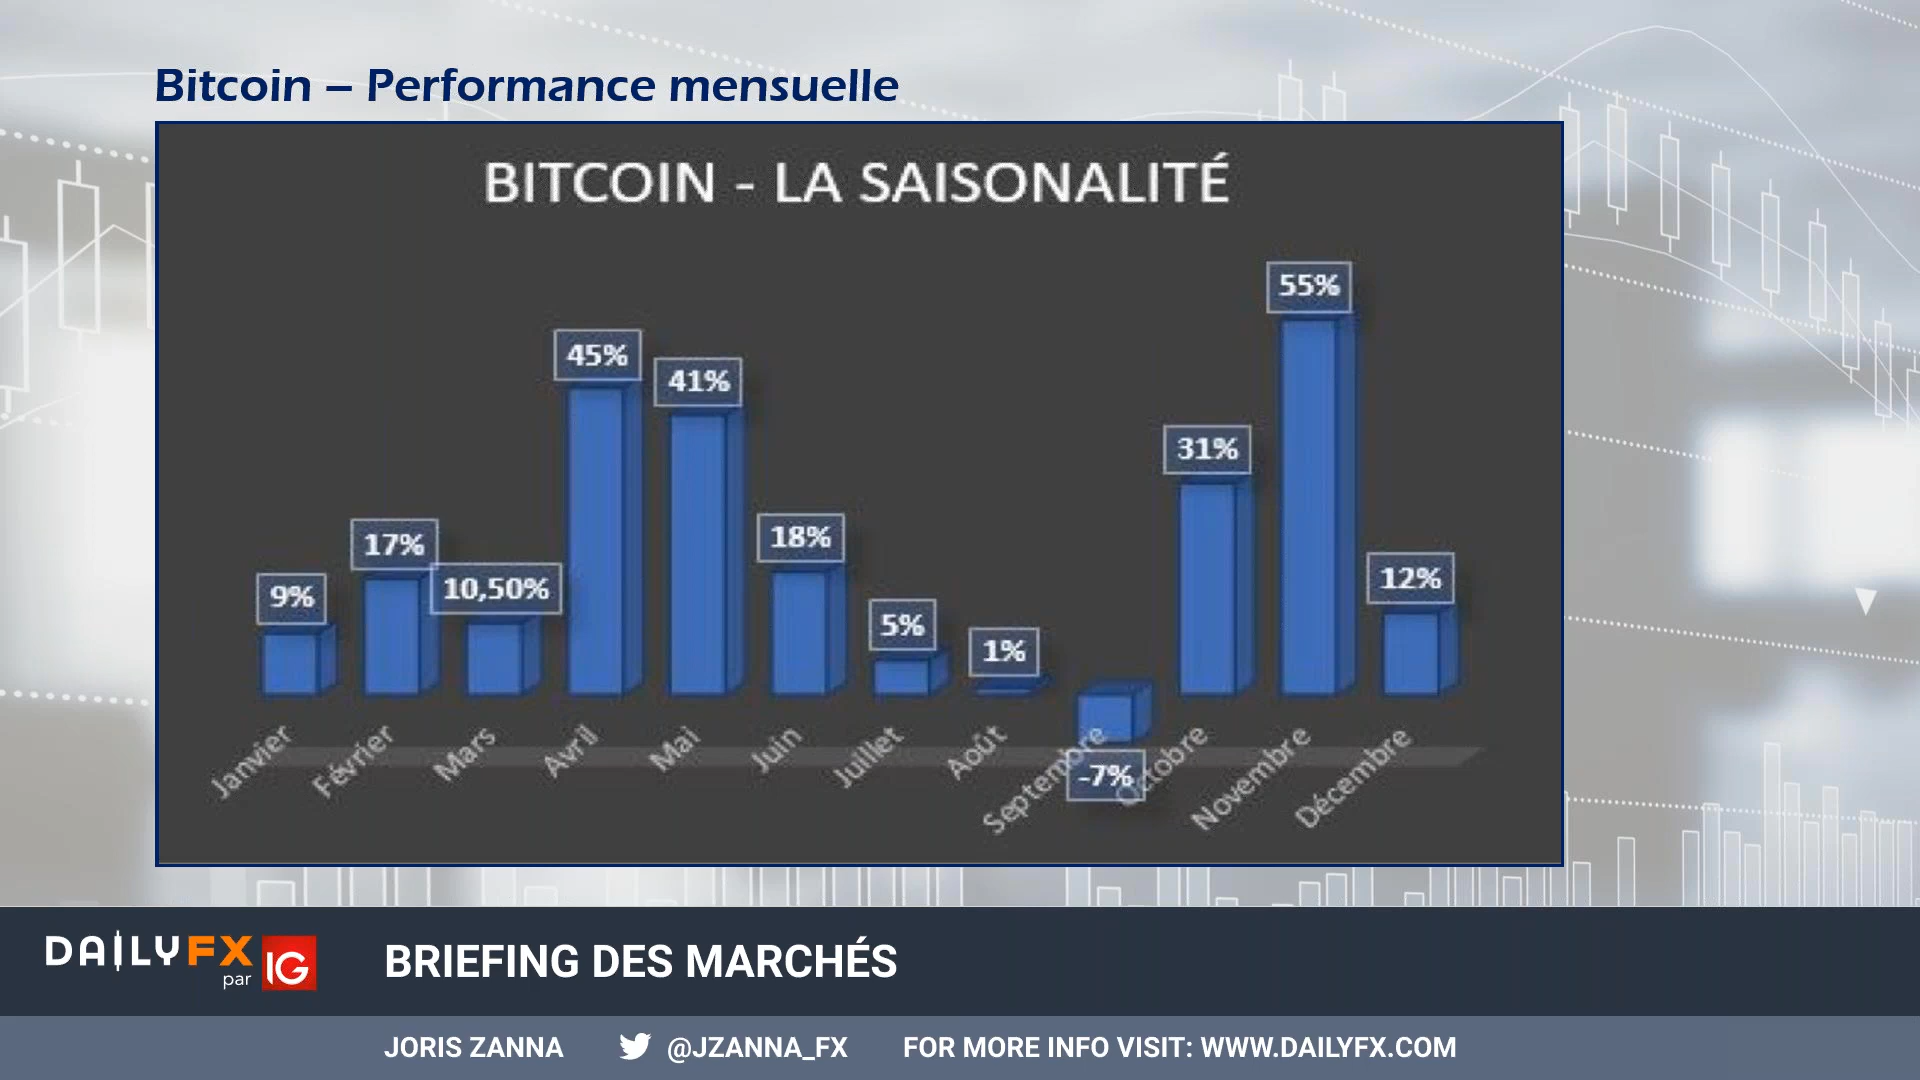 Bitcoin – Performance mensuelle
BITCOIN - LA SAISONALITÉ
55%
45%
41%
31%
17%
18%
12%
9%
10,50%
5%
1%
-7%
Janvier
Février
Mars
Avril
Mai
Juin
Juillet
Août
Septembre
Octobre
Novembre
Décembre
DAILYFX
par IG
BRIEFING DES MARCHÉS
JORIS ZANNA @JZANNA_FX FOR MORE INFO VISIT: WWW.DAILYFX.COM